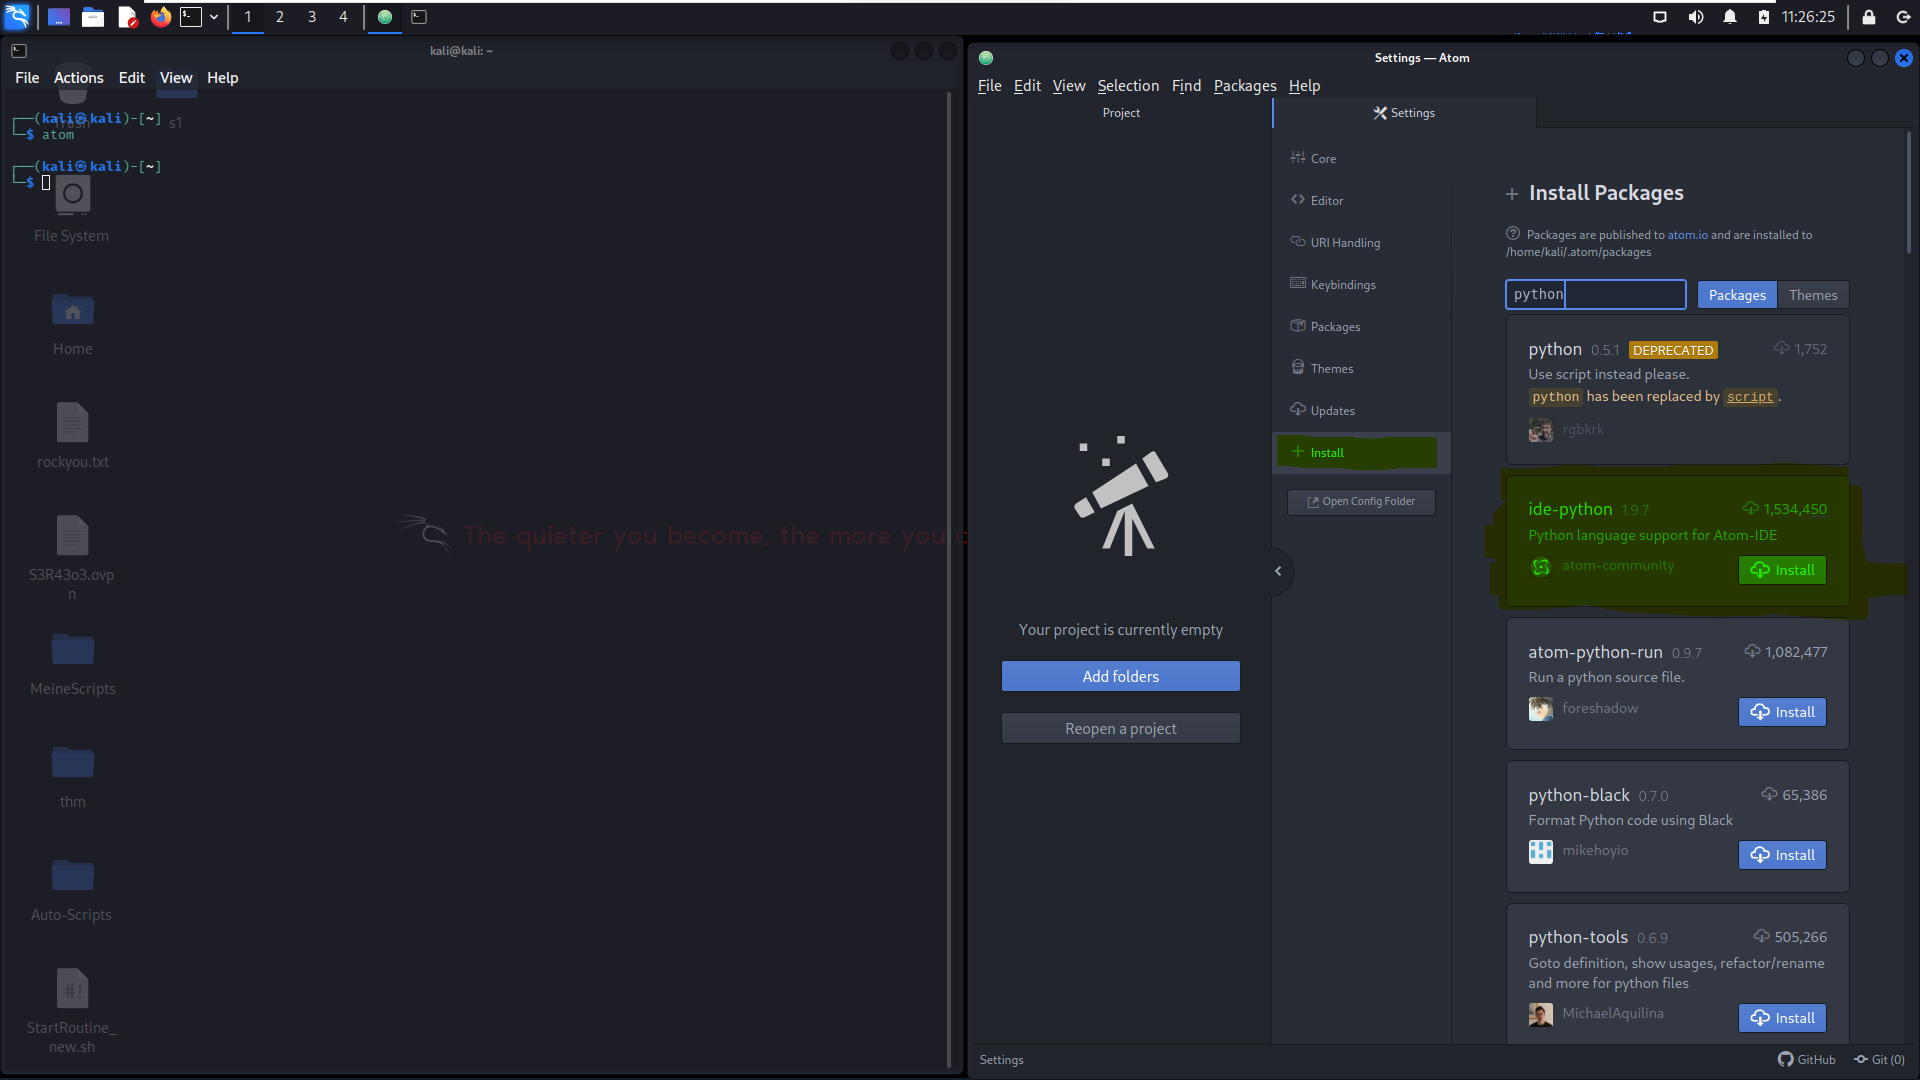 1 2 3 4
11:26:25
kali@kali: ~
File Actions Edit View Help
Trash
s1
┌──(kali㉿kali)-[~]
└─$ atom
┌──(kali㉿kali)-[~]
└─$
File System
Home
rockyou.txt
S3R43o3.ovp
n
MeineScripts
thm
Auto-Scripts
#!
StartRoutine_
new.sh
The quieter you become, the more you
Settings — Atom
File Edit View Selection Find Packages Help
Project
Settings
Your project is currently empty
Add folders
Reopen a project
Core
Editor
URI Handling
Keybindings
Packages
Themes
Updates
Install
Open Config Folder
Install Packages
Packages are published to atom.io and are installed to
/home/kali/.atom/packages
python
Packages Themes
python 0.5.1 DEPRECATED 1,752
Use script instead please.
python has been replaced by script.
rgbkrk
ide-python 1.9.7 1,534,450
Python language support for Atom-IDE
atom-community Install
atom-python-run 0.9.7 1,082,477
Run a python source file.
foreshadow Install
python-black 0.7.0 65,386
Format Python code using Black
mikehoyio Install
python-tools 0.6.9 505,266
Goto definition, show usages, refactor/rename
and more for python files
MichaelAquilina Install
Settings
GitHub Git (0)